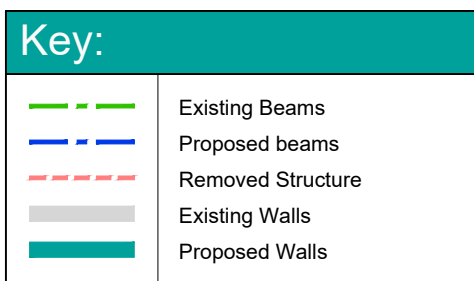 Key:
Existing Beams
Proposed beams
Removed Structure
Existing Walls
Proposed Walls